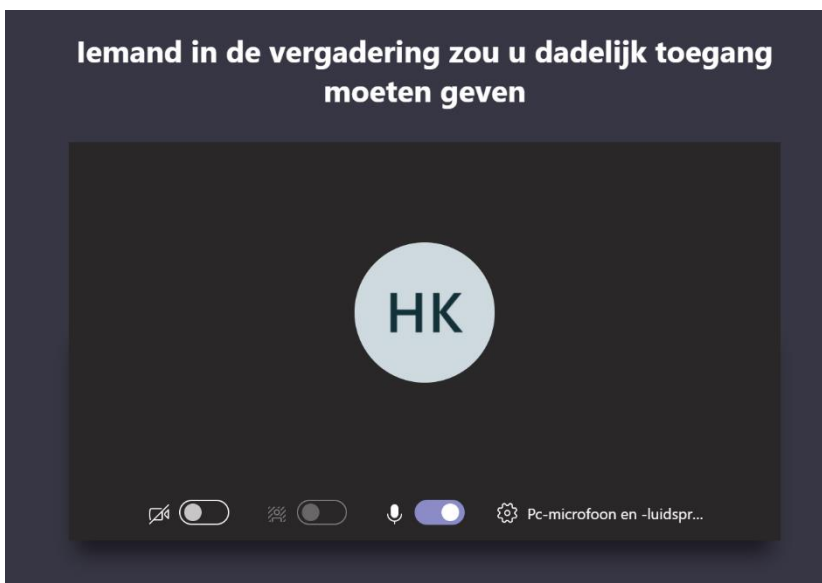 Iemand in de vergadering zou u dadelijk toegang
moeten geven
HK
Pc-microfoon en -luidspr...